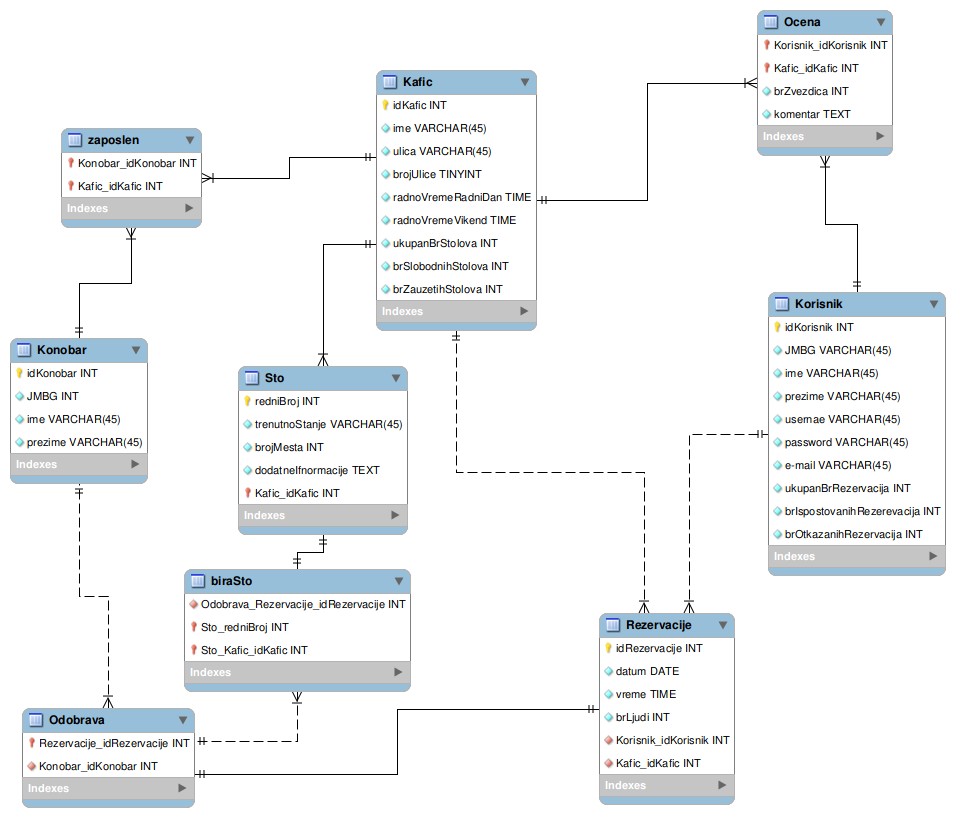 Ocena
Korisnik_idKorisnik INT
Kafic_idKafic INT
brZvezdica INT
komentar TEXT
Indexes
Kafic
idKafic INT
ime VARCHAR(45)
ulica VARCHAR(45)
brojUlice TINYINT
radnoVremeRadniDan TIME
radnoVremeVikend TIME
ukupanBrStolova INT
brSlobodnihStolova INT
brZauzetihStolova INT
Indexes
zaposlen
Konobar_idKonobar INT
Kafic_idKafic INT
Indexes
Korisnik
idKorisnik INT
JMBG VARCHAR(45)
ime VARCHAR(45)
prezime VARCHAR(45)
usernae VARCHAR(45)
password VARCHAR(45)
e-mail VARCHAR(45)
ukupanBrRezervacija INT
brIspostovanihRezerevacija INT
brOtkazanihRezervacija INT
Indexes
Konobar
idKonobar INT
JMBG INT
ime VARCHAR(45)
prezime VARCHAR(45)
Indexes
Sto
redniBroj INT
trenutnoStanje VARCHAR(45)
brojMesta INT
dodatneIfnormacije TEXT
Kafic_idKafic INT
Indexes
biraSto
Odobrava_Rezervacije_idRezervacije INT
Sto_redniBroj INT
Sto_Kafic_idKafic INT
Indexes
Rezervacije
idRezervacije INT
datum DATE
vreme TIME
brLjudi INT
Korisnik_idKorisnik INT
Kafic_idKafic INT
Indexes
Odobrava
Rezervacije_idRezervacije INT
Konobar_idKonobar INT
Indexes